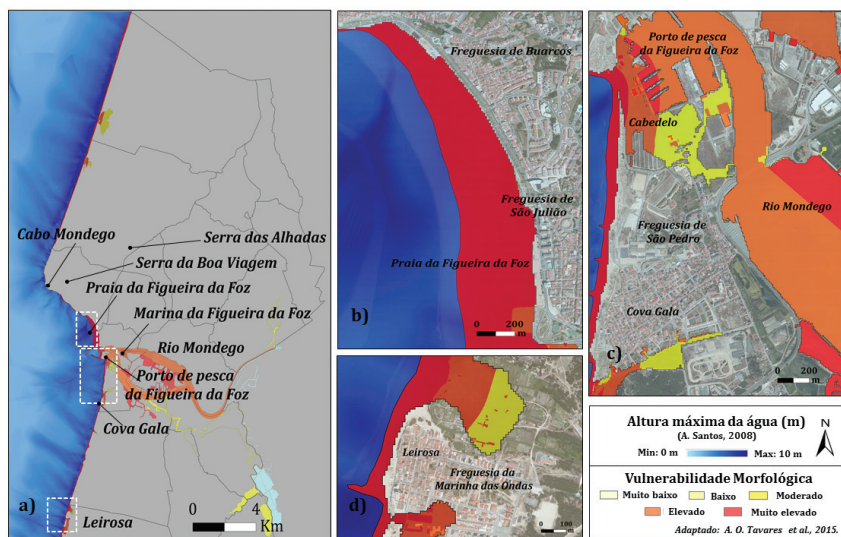 Cabo Mondego
Serra das Alhadas
Serra da Boa Viagem
Praia da Figueira da Foz
Marina da Figueira da Foz
Rio Mondego
Porto de pesca
da Figueira da Foz
Cova Gala
Leirosa
a)
0 4
Km
Freguesia de Buarcos
Freguesia de
São Julião
Praia da Figueira da Foz
b)
0 200
m
Porto de pesca
da Figueira da Foz
Cabedelo
Rio Mondego
Freguesia de
São Pedro
Cova Gala
c)
0 200
m
Leirosa
Freguesia da
Marinha das Ondas
d)
0 100
m
Altura máxima da água (m)
(A. Santos, 2008)
N
Min: 0 m Max: 10 m
Vulnerabilidade Morfológica
Muito baixo Baixo Moderado
Elevado Muito elevado
Adaptado: A. O. Tavares et al., 2015.